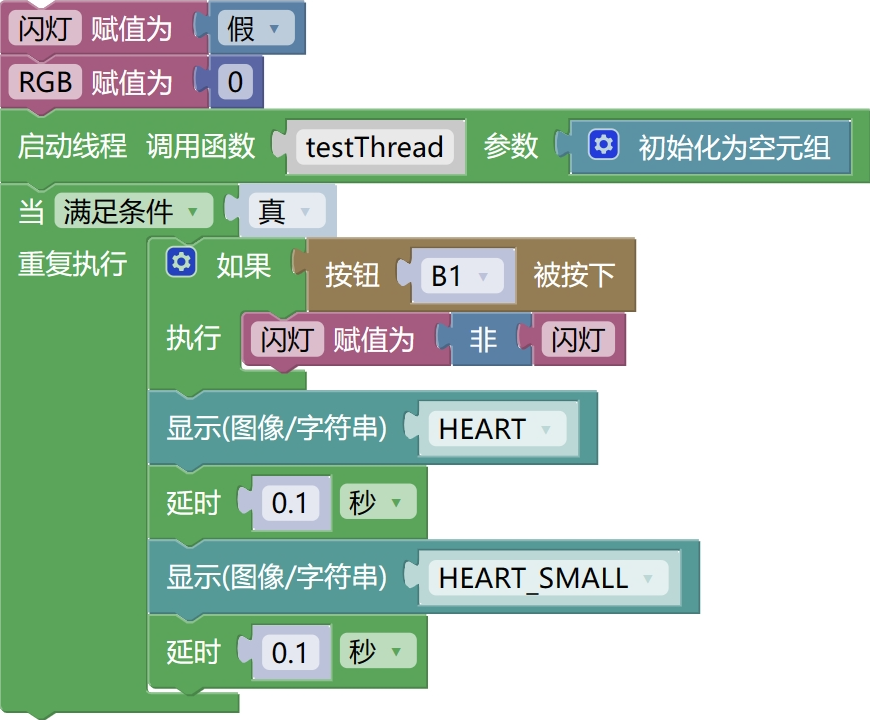 闪灯 赋值为 假
RGB 赋值为 0
启动线程 调用函数 testThread 参数 初始化为空元组
当 满足条件 真
重复执行 如果 按钮 B1 被按下
执行 闪灯 赋值为 非 闪灯
显示(图像/字符串) HEART
延时 0.1 秒
显示(图像/字符串) HEART_SMALL
延时 0.1 秒